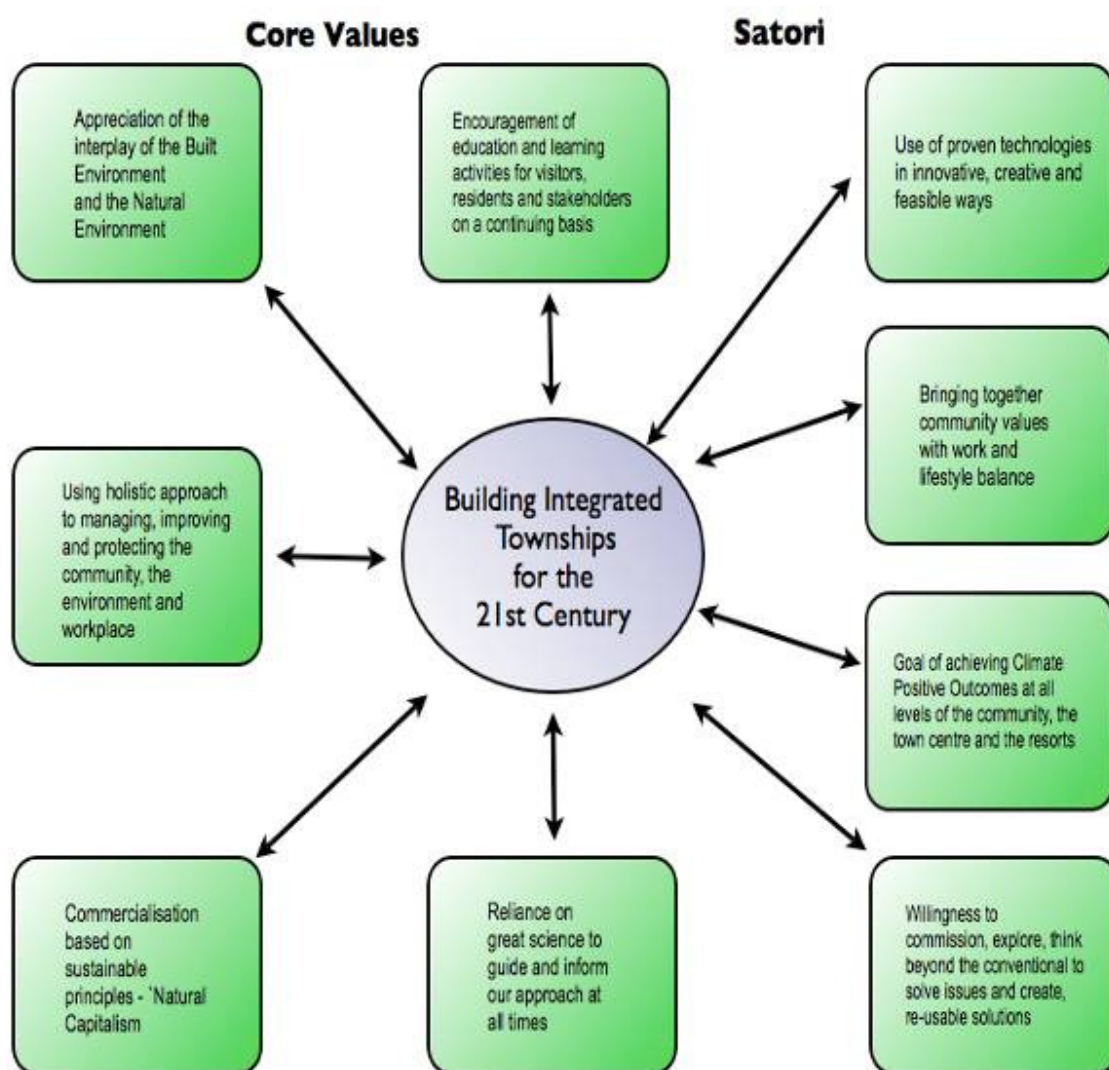 Core Values
Satori
Appreciation of the
interplay of the Built
Environment
and the Natural
Environment
Encouragement of
education and learning
activities for visitors,
residents and stakeholders
on a continuing basis
Use of proven technologies
in innovative, creative and
feasible ways
Bringing together
community values
with work and
lifestyle balance
Using holistic approach
to managing, improving
and protecting the
community, the
environment and
workplace
Building Integrated
Townships
for the
21st Century
Goal of achieving Climate
Positive Outcomes at all
levels of the community, the
town centre and the resorts
Commercialisation
based on
sustainable
principles - `Natural
Capitalism
Reliance on
great science to
guide and inform
our approach at
all times
Willingness to
commission, explore, think
beyond the conventional to
solve issues and create,
re-usable solutions